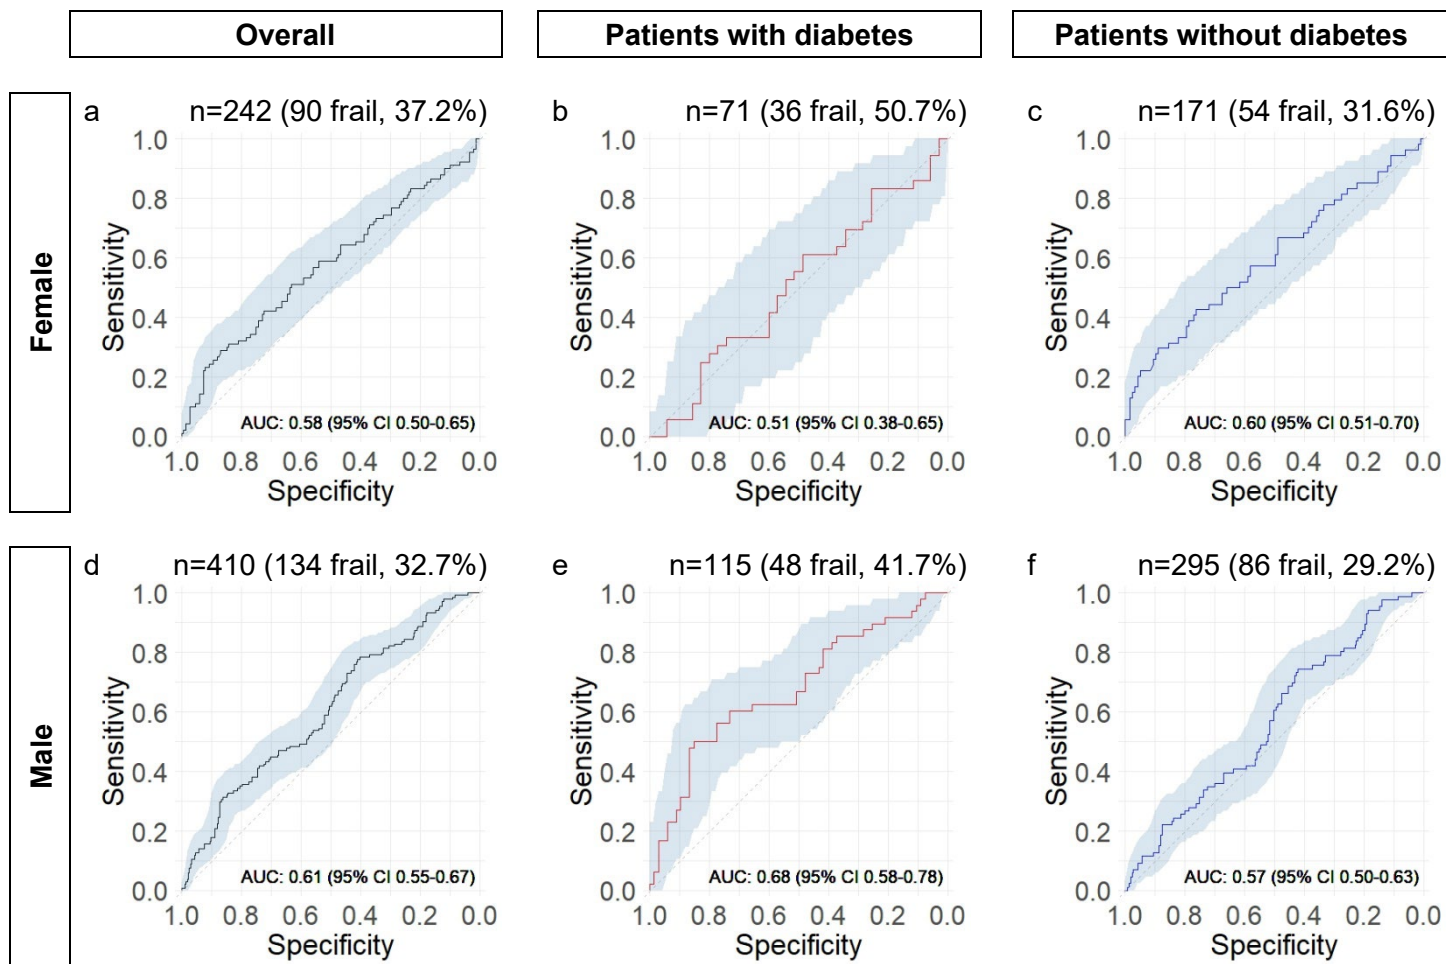 Overall
Patients with diabetes
Patients without diabetes
Female
a
n=242 (90 frail, 37.2%)
1.0
0.8
0.6
0.4
0.2
0.0
Sensitivity
AUC: 0.58 (95% CI 0.50-0.65)
1.0 0.8 0.6 0.4 0.2 0.0
Specificity
b
n=71 (36 frail, 50.7%)
1.0
0.8
0.6
0.4
0.2
0.0
Sensitivity
AUC: 0.51 (95% CI 0.38-0.65)
1.0 0.8 0.6 0.4 0.2 0.0
Specificity
c
n=171 (54 frail, 31.6%)
1.0
0.8
0.6
0.4
0.2
0.0
Sensitivity
AUC: 0.60 (95% CI 0.51-0.70)
1.0 0.8 0.6 0.4 0.2 0.0
Specificity
Male
d
n=410 (134 frail, 32.7%)
1.0
0.8
0.6
0.4
0.2
0.0
Sensitivity
AUC: 0.61 (95% CI 0.55-0.67)
1.0 0.8 0.6 0.4 0.2 0.0
Specificity
e
n=115 (48 frail, 41.7%)
1.0
0.8
0.6
0.4
0.2
0.0
Sensitivity
AUC: 0.68 (95% CI 0.58-0.78)
1.0 0.8 0.6 0.4 0.2 0.0
Specificity
f
n=295 (86 frail, 29.2%)
1.0
0.8
0.6
0.4
0.2
0.0
Sensitivity
AUC: 0.57 (95% CI 0.50-0.63)
1.0 0.8 0.6 0.4 0.2 0.0
Specificity